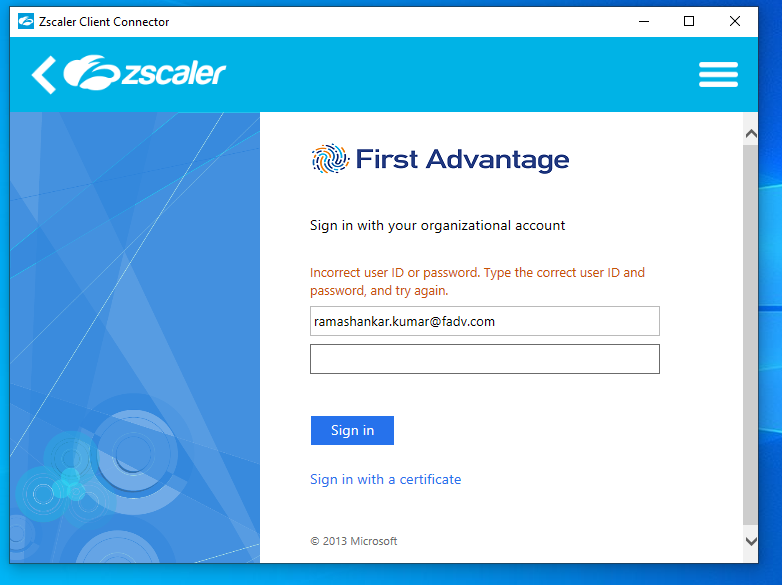 Zscaler Client Connector
zscaler
First Advantage
Sign in with your organizational account
Incorrect user ID or password. Type the correct user ID and
password, and try again.
ramashankar.kumar@fadv.com
Sign in
Sign in with a certificate
© 2013 Microsoft